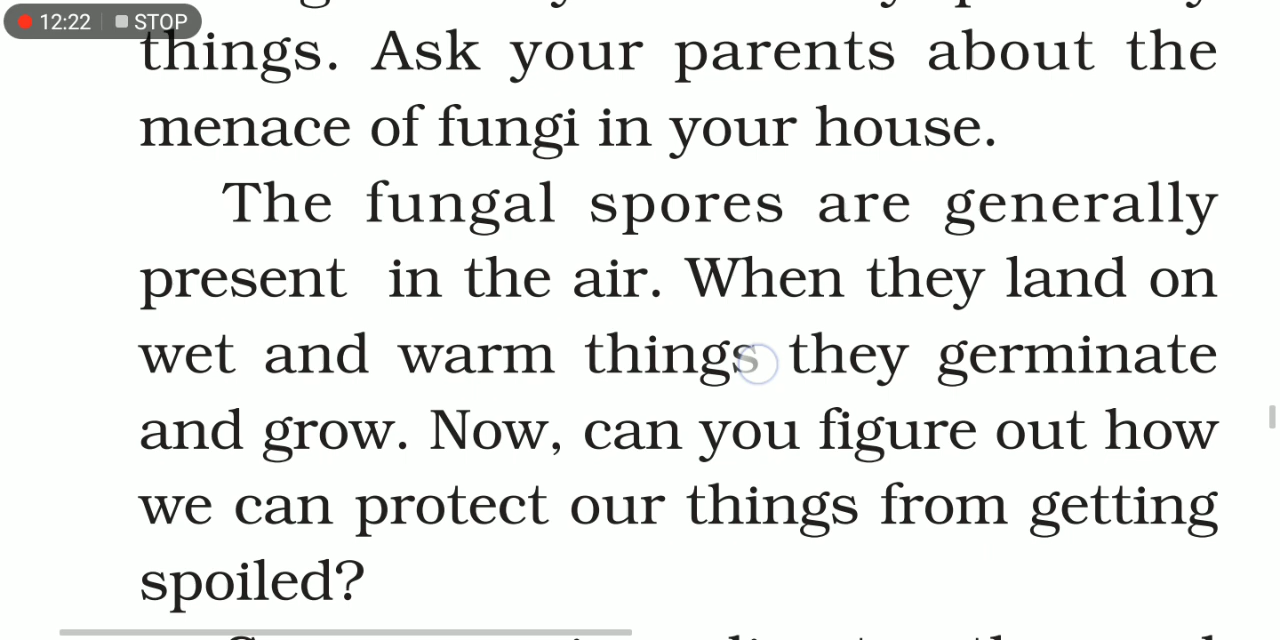 12:22 STOP
things. Ask your parents about the
menace of fungi in your house.
The fungal spores are generally
present in the air. When they land on
wet and warm things they germinate
and grow. Now, can you figure out how
we can protect our things from getting
spoiled?